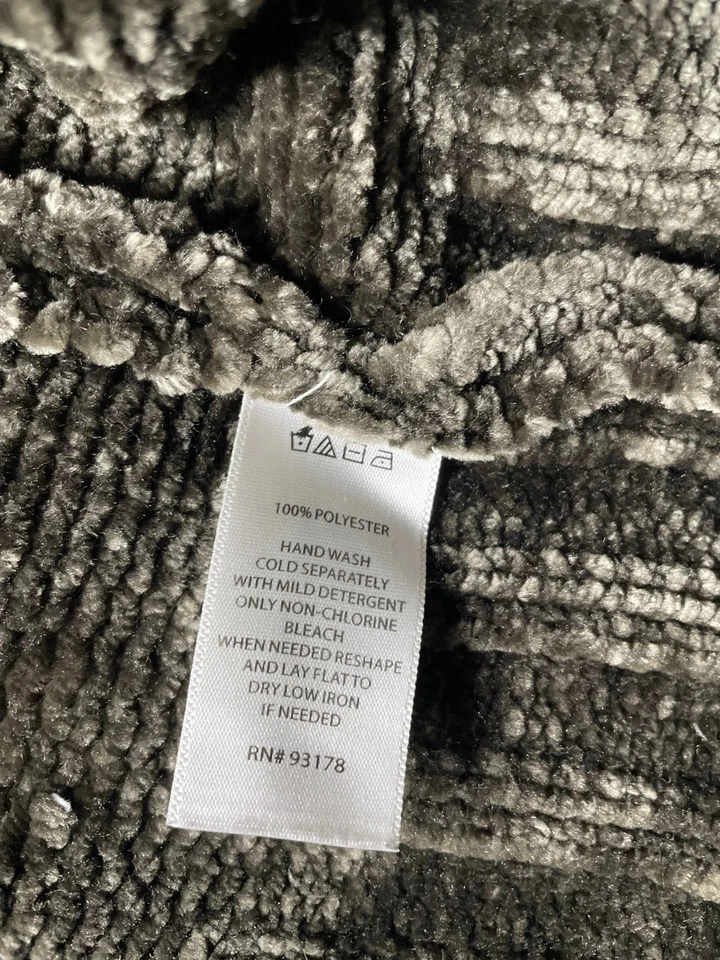 100% POLYESTER
HAND WASH
COLD SEPARATELY
WITH MILD DETERGENT
ONLY NON-CHLORINE
BLEACH
WHEN NEEDED RESHAPE
AND LAY FLAT TO
DRY LOW IRON
IF NEEDED
RN# 93178